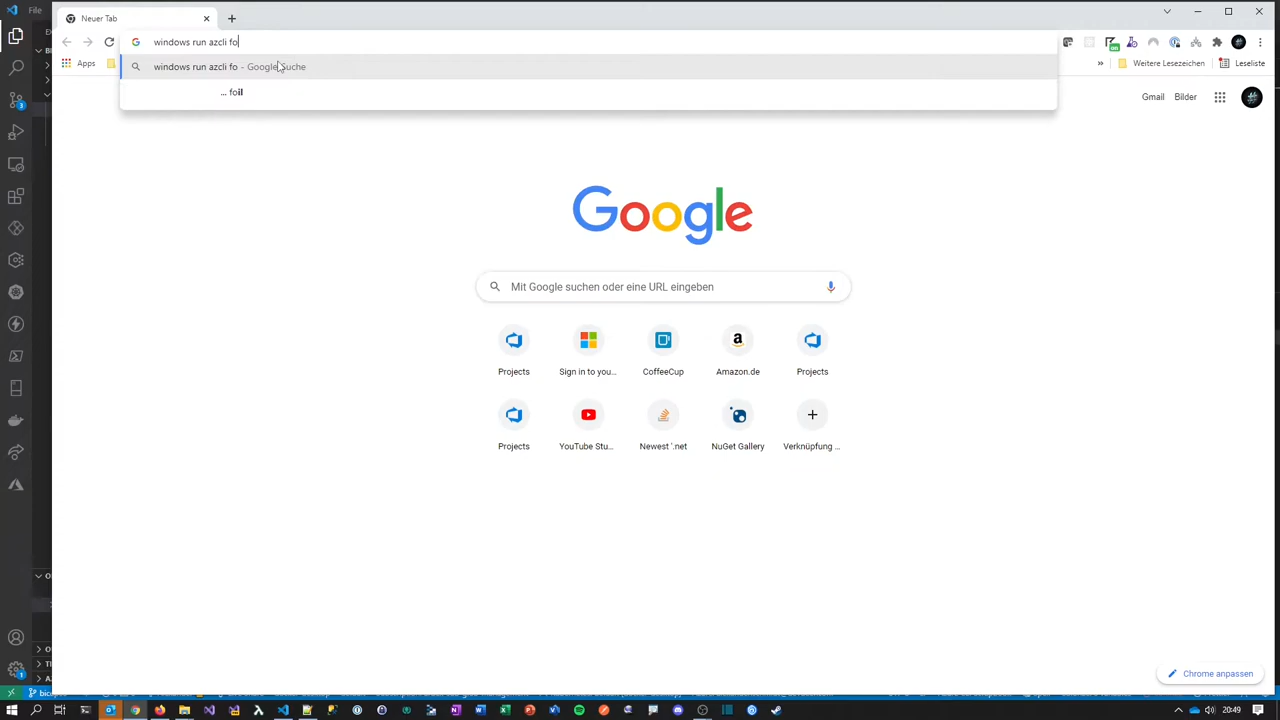 Neuer Tab
windows run azcli fo
windows run azcli fo - Google Suche
... foil
Apps
on
Weitere Lesezeichen
Leseliste
Gmail
Bilder
Google
Mit Google suchen oder eine URL eingeben
Projects
Sign in to you...
CoffeeCup
Amazon.de
Projects
Projects
YouTube Stu...
Newest '.net
NuGet Gallery
Verknüpfung ...
Chrome anpassen
20:49